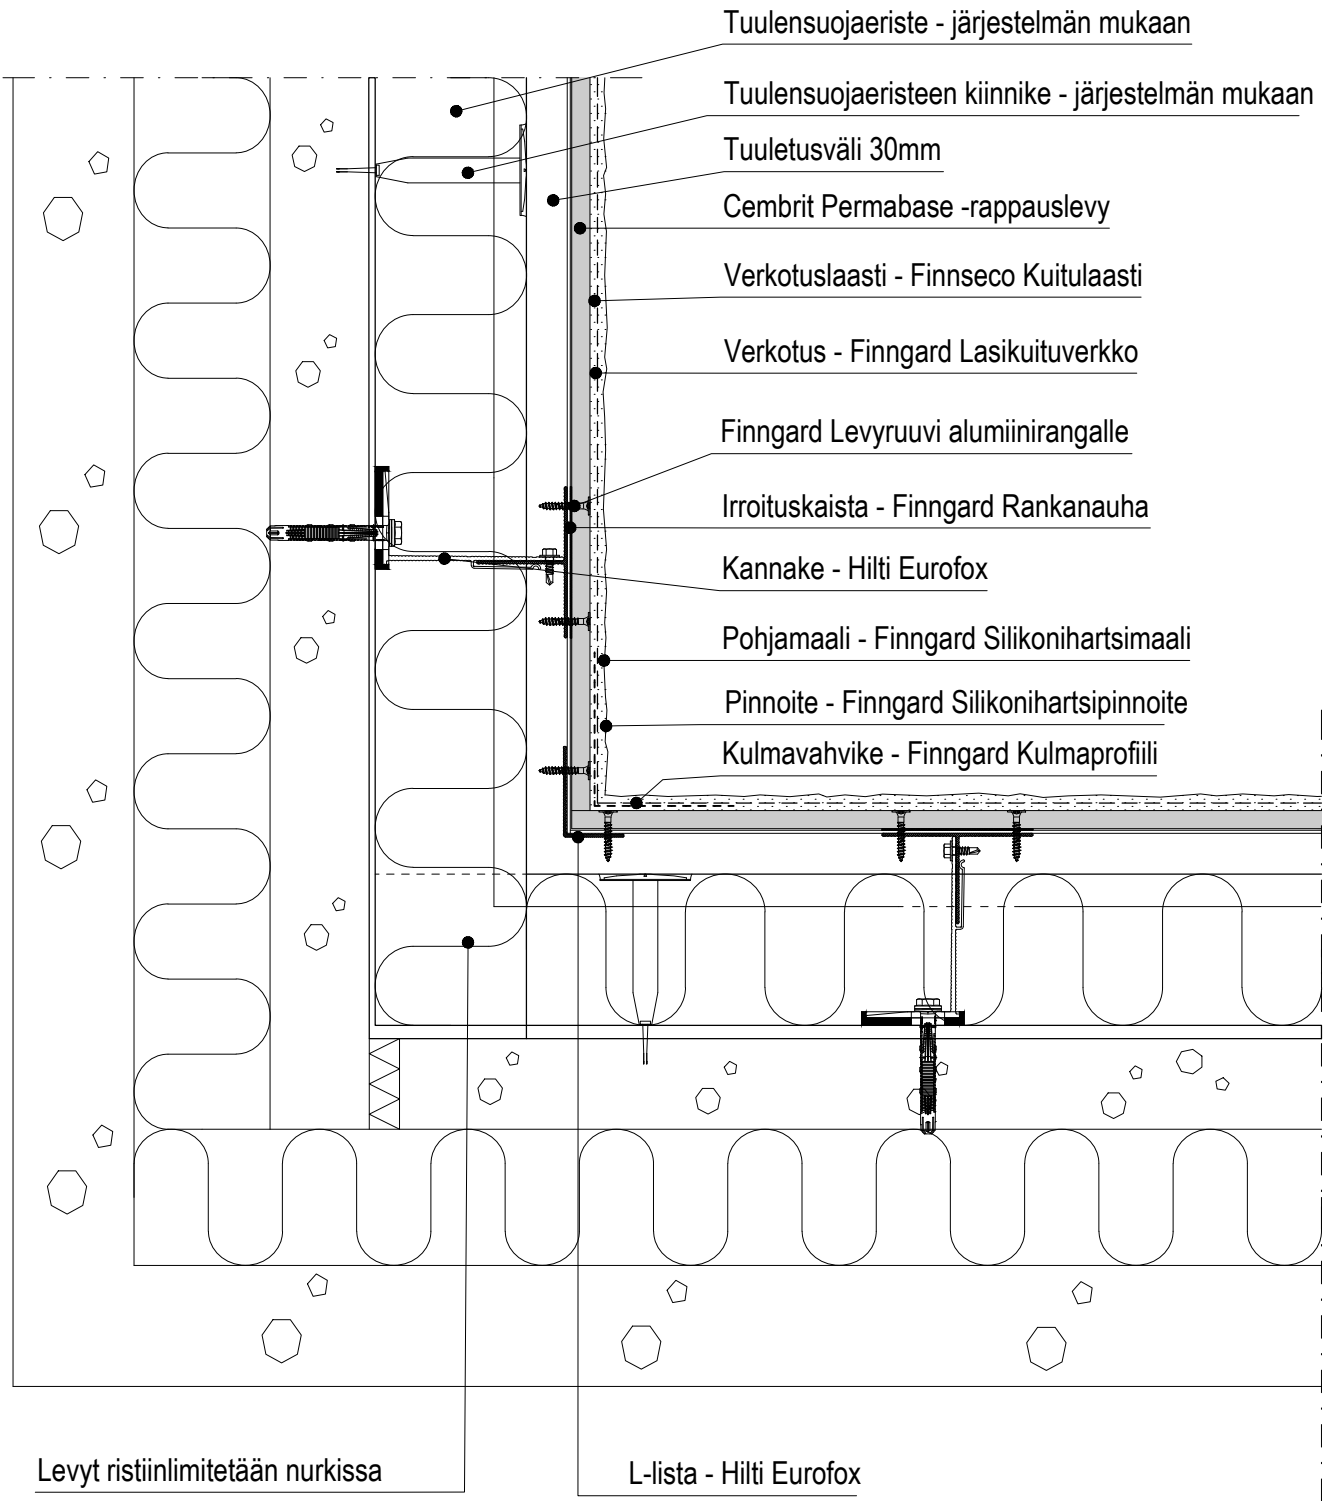 Tuulensuojaeriste - järjestelmän mukaan
Tuulensuojaeristeen kiinnike - järjestelmän mukaan
Tuuletusväli 30mm
Cembrit Permabase -rappauslevy
Verkotuslaasti - Finnseco Kuitulaasti
Verkotus - Finngard Lasikuituverkko
Finngard Levyruuvi alumiinirangalle
Irroituskaista - Finngard Rankanauha
Kannake - Hilti Eurofox
Pohjamaali - Finngard Silikonihartsimaali
Pinnoite - Finngard Silikonihartsipinnoite
Kulmavahvike - Finngard Kulmaprofiili
Levyt ristiinlimitetään nurkissa
L-lista - Hilti Eurofox